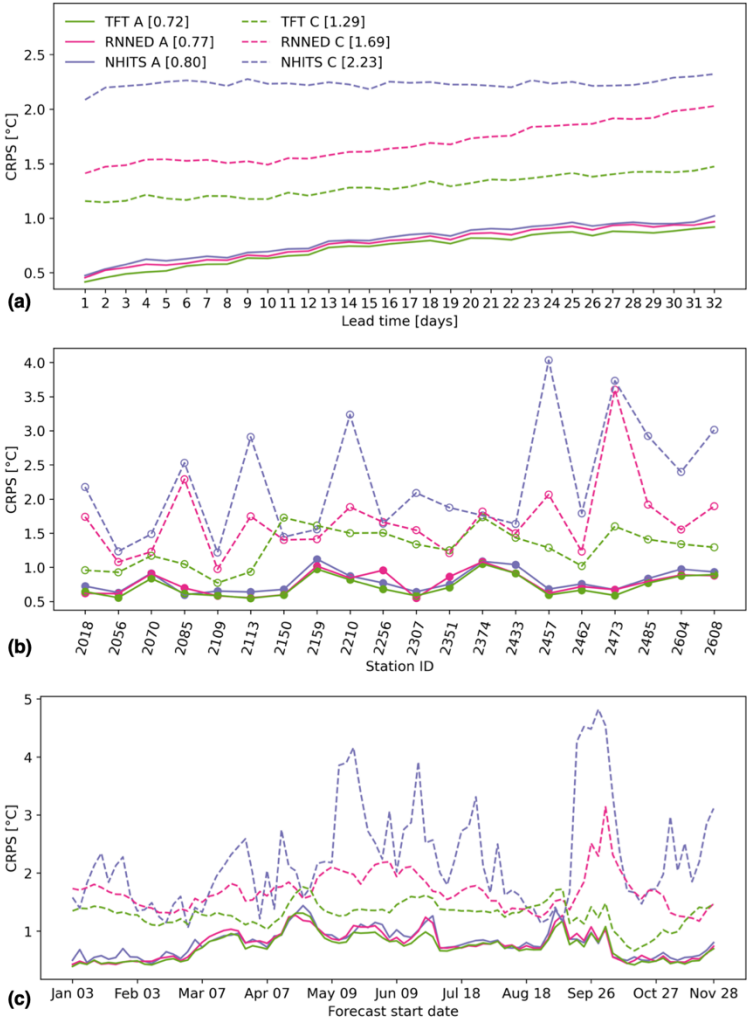 TFT A [0.72] TFT C [1.29]
RNNED A [0.77] RNNED C [1.69]
NHITS A [0.80] NHITS C [2.23]
2.5
2.0
1.5
1.0
0.5
CRPS [°C]
1 2 3 4 5 6 7 8 9 10 11 12 13 14 15 16 17 18 19 20 21 22 23 24 25 26 27 28 29 30 31 32
Lead time [days]
(a)
4.0
3.5
3.0
2.5
2.0
1.5
1.0
0.5
CRPS [°C]
2018 2056 2070 2085 2109 2113 2150 2159 2210 2256 2307 2351 2374 2433 2457 2462 2473 2485 2604 2608
Station ID
(b)
5
4
3
2
1
CRPS [°C]
Jan 03 Feb 03 Mar 07 Apr 07 May 09 Jun 09 Jul 18 Aug 18 Sep 26 Oct 27 Nov 28
Forecast start date
(c)